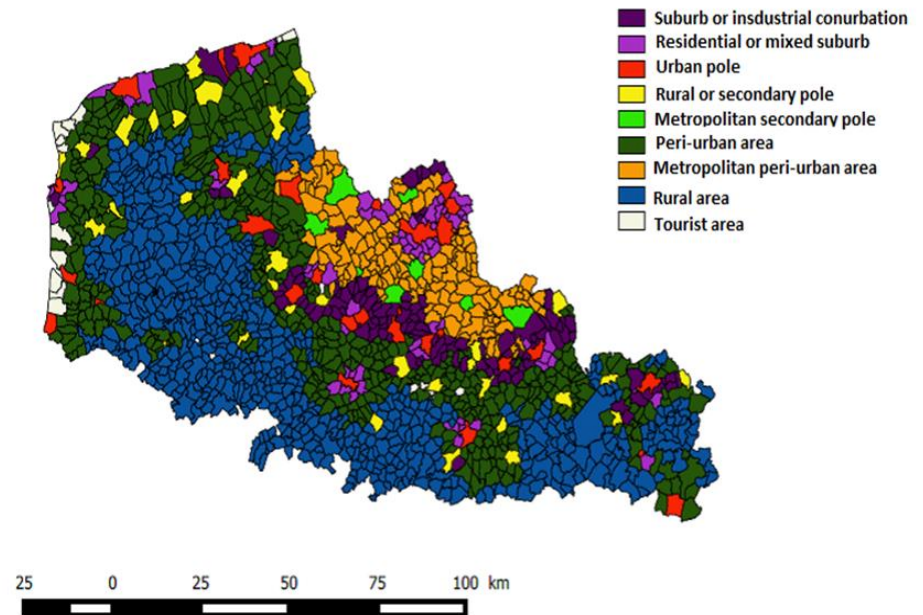 Suburb or insdustrial conurbation
Residential or mixed suburb
Urban pole
Rural or secondary pole
Metropolitan secondary pole
Peri-urban area
Metropolitan peri-urban area
Rural area
Tourist area
25 0 25 50 75 100 km